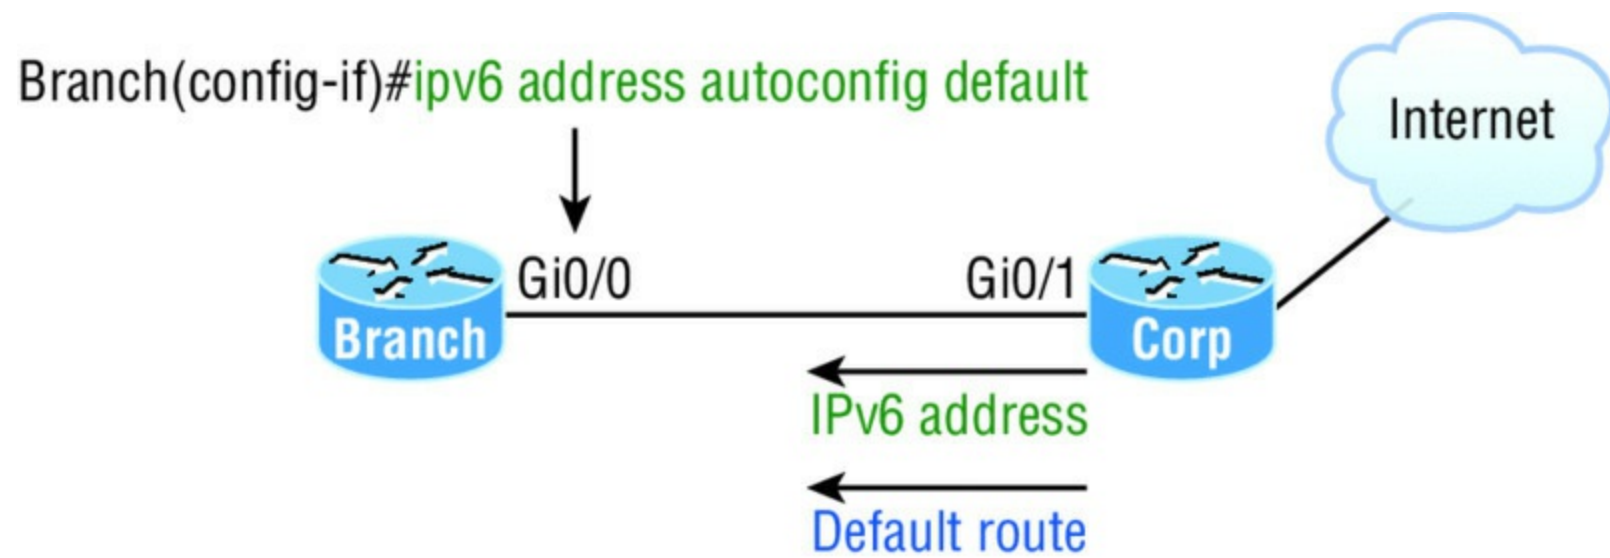 Branch(config-if)#ipv6 address autoconfig default
Internet
Gi0/0
Gi0/1
Branch
Corp
IPv6 address
Default route